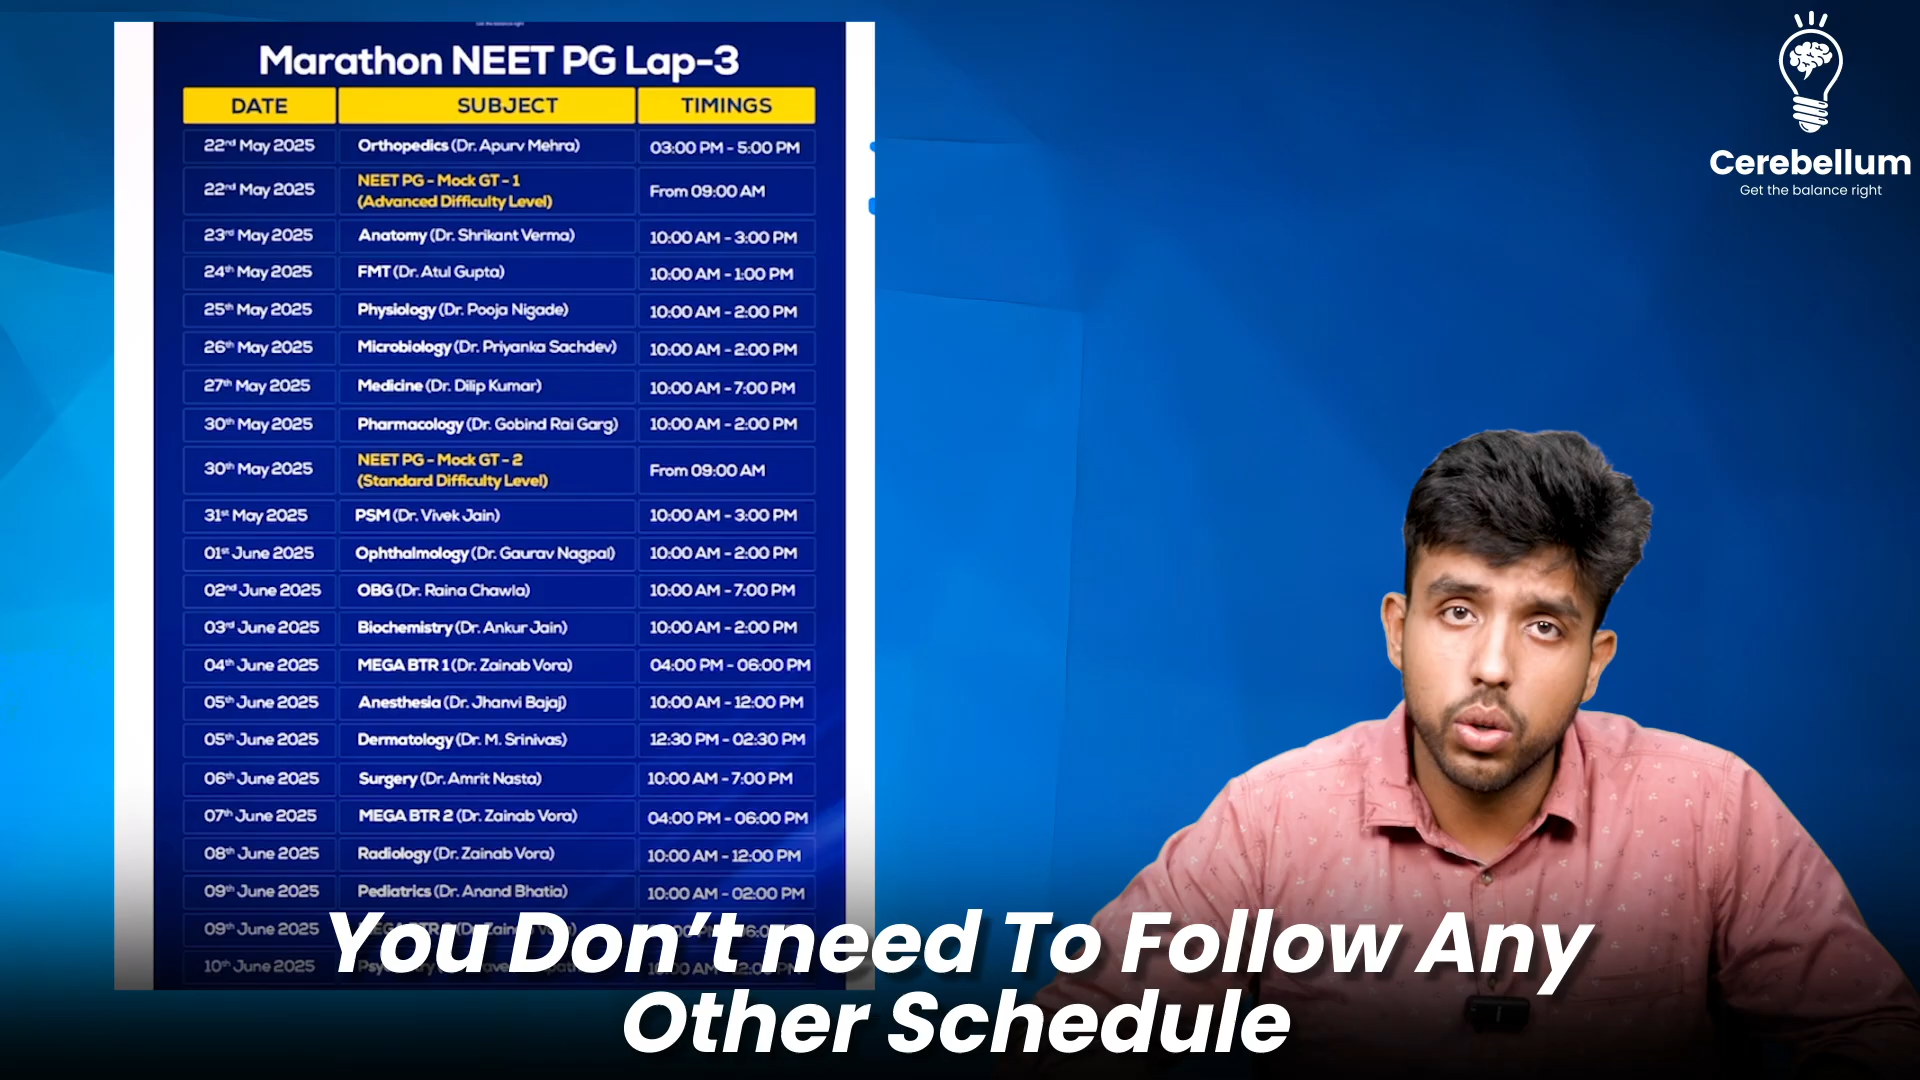 Marathon NEET PG Lap-3
DATE SUBJECT TIMINGS
22nd May 2025 Orthopedics (Dr. Apurv Mehra) 03:00 PM - 5:00 PM
22nd May 2025 NEET PG - Mock GT - 1 (Advanced Difficulty Level) From 09:00 AM
23rd May 2025 Anatomy (Dr. Shrikant Verma) 10:00 AM - 3:00 PM
24th May 2025 FMT (Dr. Atul Gupta) 10:00 AM - 1:00 PM
25th May 2025 Physiology (Dr. Pooja Nigade) 10:00 AM - 2:00 PM
26th May 2025 Microbiology (Dr. Priyanka Sachdev) 10:00 AM - 2:00 PM
27th May 2025 Medicine (Dr. Dilip Kumar) 10:00 AM - 7:00 PM
30th May 2025 Pharmacology (Dr. Gobind Rai Garg) 10:00 AM - 2:00 PM
30th May 2025 NEET PG - Mock GT - 2 (Standard Difficulty Level) From 09:00 AM
31st May 2025 PSM (Dr. Vivek Jain) 10:00 AM - 3:00 PM
01st June 2025 Ophthalmology (Dr. Gaurav Nagpal) 10:00 AM - 2:00 PM
02nd June 2025 OBG (Dr. Raina Chawla) 10:00 AM - 7:00 PM
03rd June 2025 Biochemistry (Dr. Ankur Jain) 10:00 AM - 2:00 PM
04th June 2025 MEGA BTR 1 (Dr. Zainab Vora) 04:00 PM - 06:00 PM
05th June 2025 Anesthesia (Dr. Jhanvi Bajaj) 10:00 AM - 12:00 PM
05th June 2025 Dermatology (Dr. M. Srinivas) 12:30 PM - 02:30 PM
06th June 2025 Surgery (Dr. Amrit Nasta) 10:00 AM - 7:00 PM
07th June 2025 MEGA BTR 2 (Dr. Zainab Vora) 04:00 PM - 06:00 PM
08th June 2025 Radiology (Dr. Zainab Vora) 10:00 AM - 12:00 PM
09th June 2025 Pediatrics (Dr. Anand Bhatia) 10:00 AM - 02:00 PM
09th June 2025
10th June 2025
You Don't need To Follow Any
Other Schedule
Cerebellum
Get the balance right